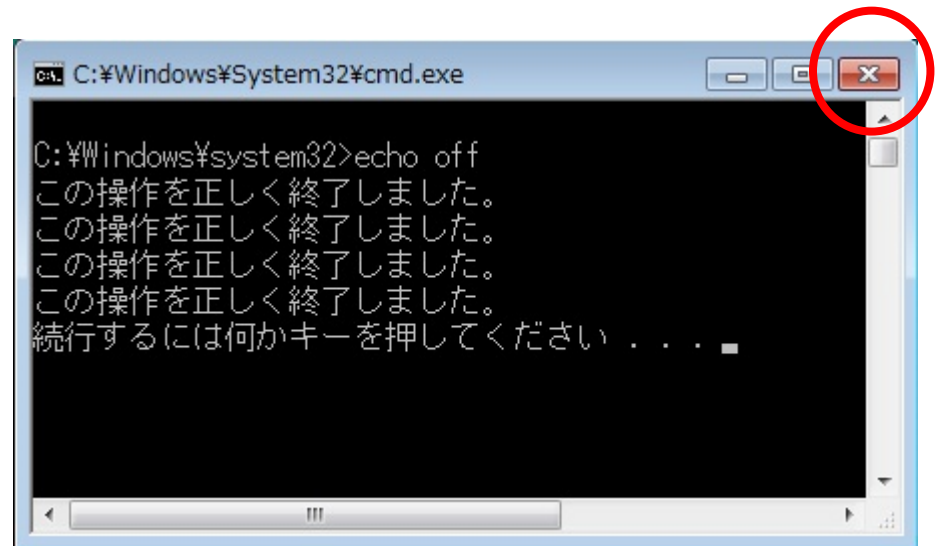 C:¥Windows¥System32¥cmd.exe
C:¥Windows¥system32>echo off
この操作を正しく終了しました。
この操作を正しく終了しました。
この操作を正しく終了しました。
この操作を正しく終了しました。
続行するには何かキーを押してください . . .